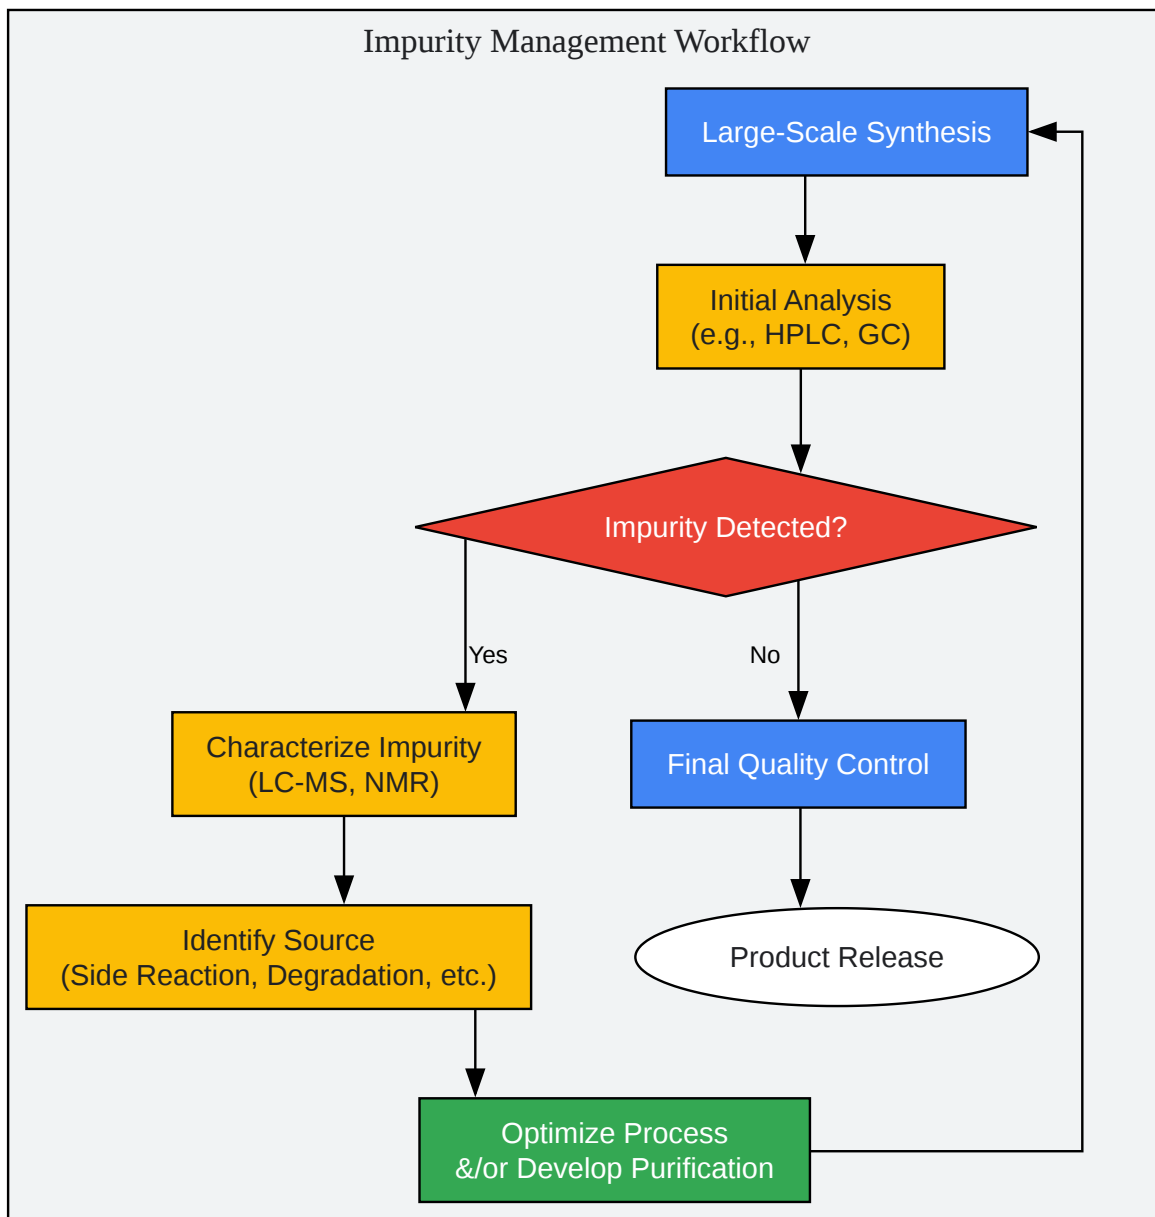 Impurity Management Workflow
Large-Scale Synthesis
Initial Analysis
(e.g., HPLC, GC)
Impurity Detected?
Yes
No
Characterize Impurity
(LC-MS, NMR)
Final Quality Control
Identify Source
(Side Reaction, Degradation, etc.)
Product Release
Optimize Process
&/or Develop Purification